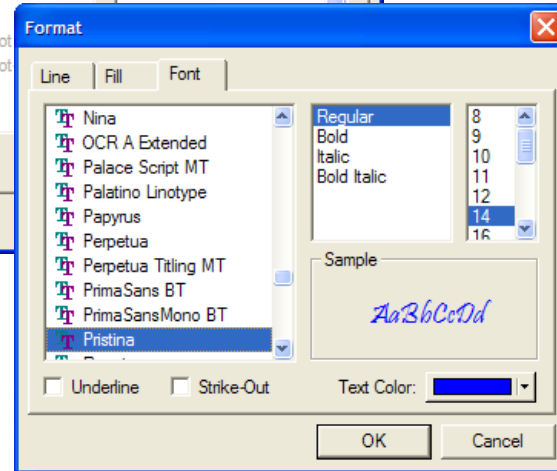 Format
Line Fill Font
Nina
OCR A Extended
Palace Script MT
Palatino Linotype
Papyrus
Perpetua
Perpetua Titling MT
PrimaSans BT
PrimaSansMono BT
Pristina
Regular
Bold
Italic
Bold Italic
8
9
10
11
12
14
16
Sample
AaBbCcDd
Underline Strike-Out Text Color:
OK Cancel